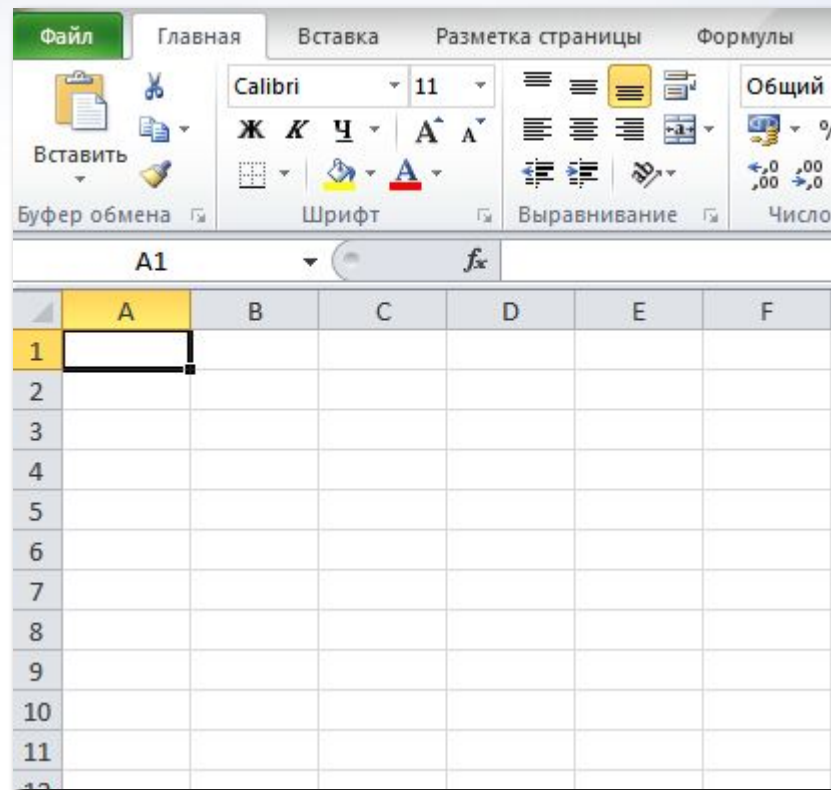 Файл Главная Вставка Разметка страницы Формулы
Calibri 11 Общий
Ж К Ч А А
Вставить А
Буфер обмена Шрифт Выравнивание Число
A1 fx
A B C D E F
1
2
3
4
5
6
7
8
9
10
11